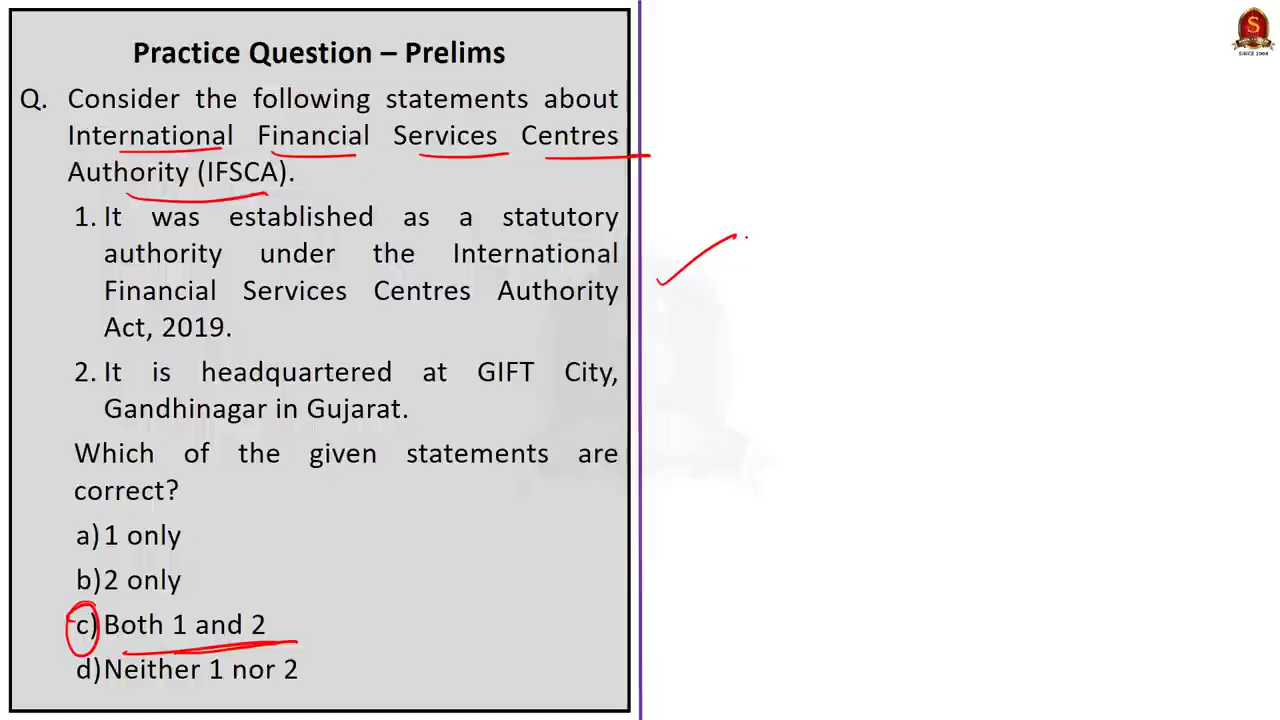 Practice Question – Prelims
Q. Consider the following statements about
International Financial Services Centres
Authority (IFSCA).
1. It was established as a statutory
authority under the International
Financial Services Centres Authority
Act, 2019.
2. It is headquartered at GIFT City,
Gandhinagar in Gujarat.
Which of the given statements are
correct?
a) 1 only
b) 2 only
c) Both 1 and 2
d) Neither 1 nor 2
S
SINCE 2004